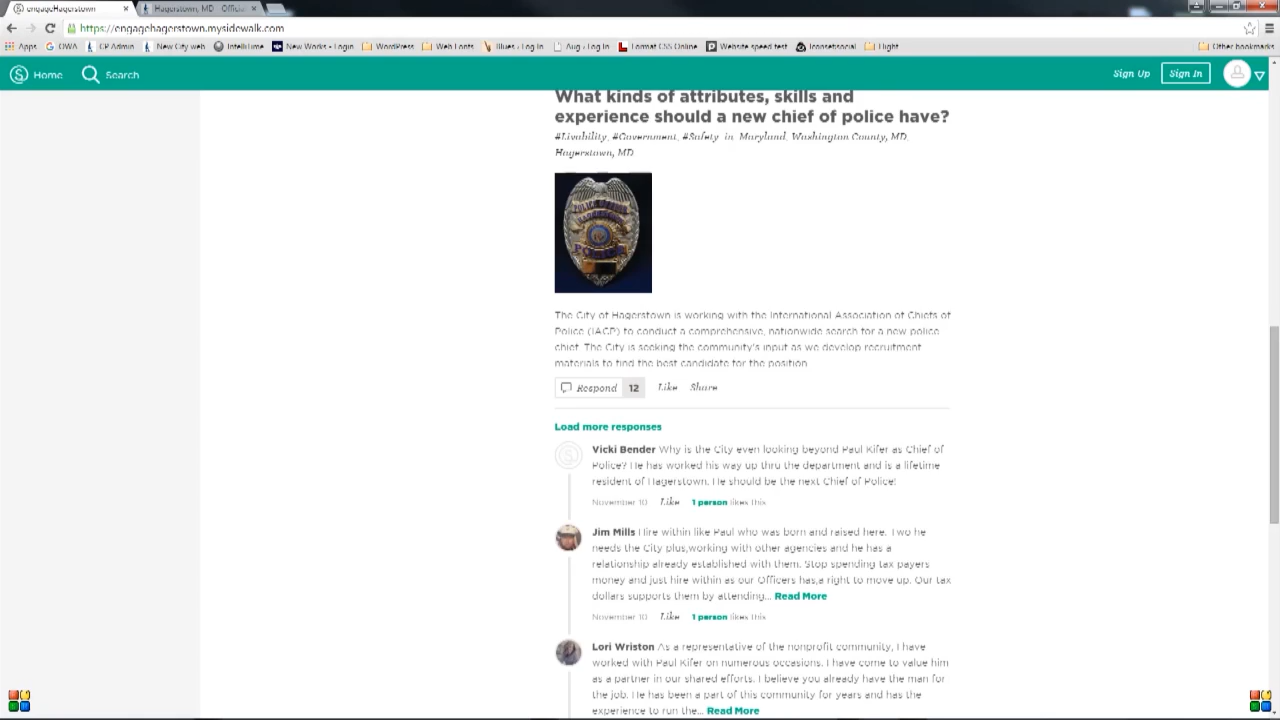 engageHagerstown
Hagerstown, MD - Officia
https://engagehagerstown.mysidewalk.com
Apps OWA CP Admin New City web IntelliTime New Works - Login WordPress Web Fonts Blues - Log In Aug - Log In Format CSS Online Website speed test Iconsetsocial Flight Other bookmarks
Home Search Sign Up Sign In
What kinds of attributes, skills and
experience should a new chief of police have?
#Livability, #Government, #Safety in Maryland, Washington County, MD,
Hagerstown, MD
HAGERSTOWN
POLICE
The City of Hagerstown is working with the International Association of Chiefs of
Police (IACP) to conduct a comprehensive, nationwide search for a new police
chief. The City is seeking the community's input as we develop recruitment
materials to find the best candidate for the position
Respond 12 Like Share
Load more responses
Vicki Bender Why is the City even looking beyond Paul Kifer as Chief of
Police? He has worked his way up thru the department and is a lifetime
resident of Hagerstown. He should be the next Chief of Police!
November 10 Like 1 person likes this
Jim Mills Hire within like Paul who was born and raised here. Two he
needs the City plus,working with other agencies and he has a
relationship already established with them. Stop spending tax payers
money and just hire within as our Officers has,a right to move up. Our tax
dollars supports them by attending... Read More
November 10 Like 1 person likes this
Lori Wriston As a representative of the nonprofit community, I have
worked with Paul Kifer on numerous occasions. I have come to value him
as a partner in our shared efforts. I believe you already have the man for
the job. He has been a part of this community for years and has the
experience to run the... Read More